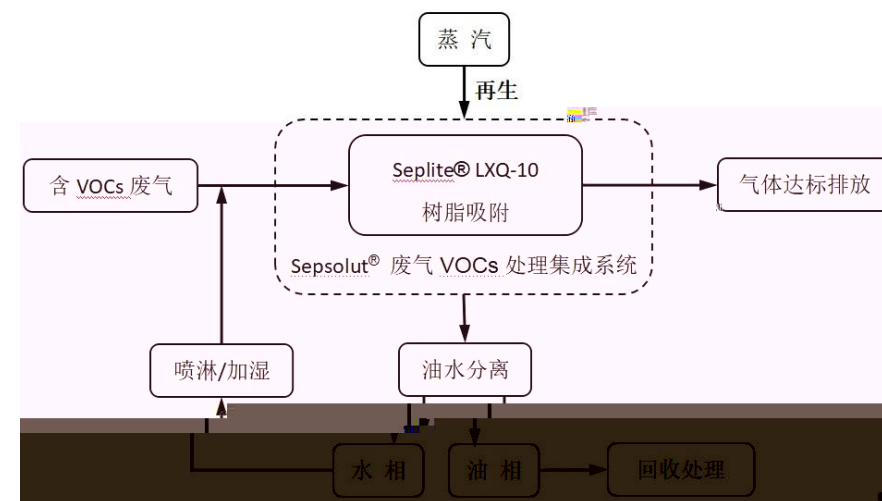 蒸 汽
再生
含 VOCs 废气
Seplite® LXQ-10
树脂吸附
气体达标排放
Sepsolut® 废气 VOCs 处理集成系统
喷淋/加湿
油水分离
水 相
油 相
回收处理